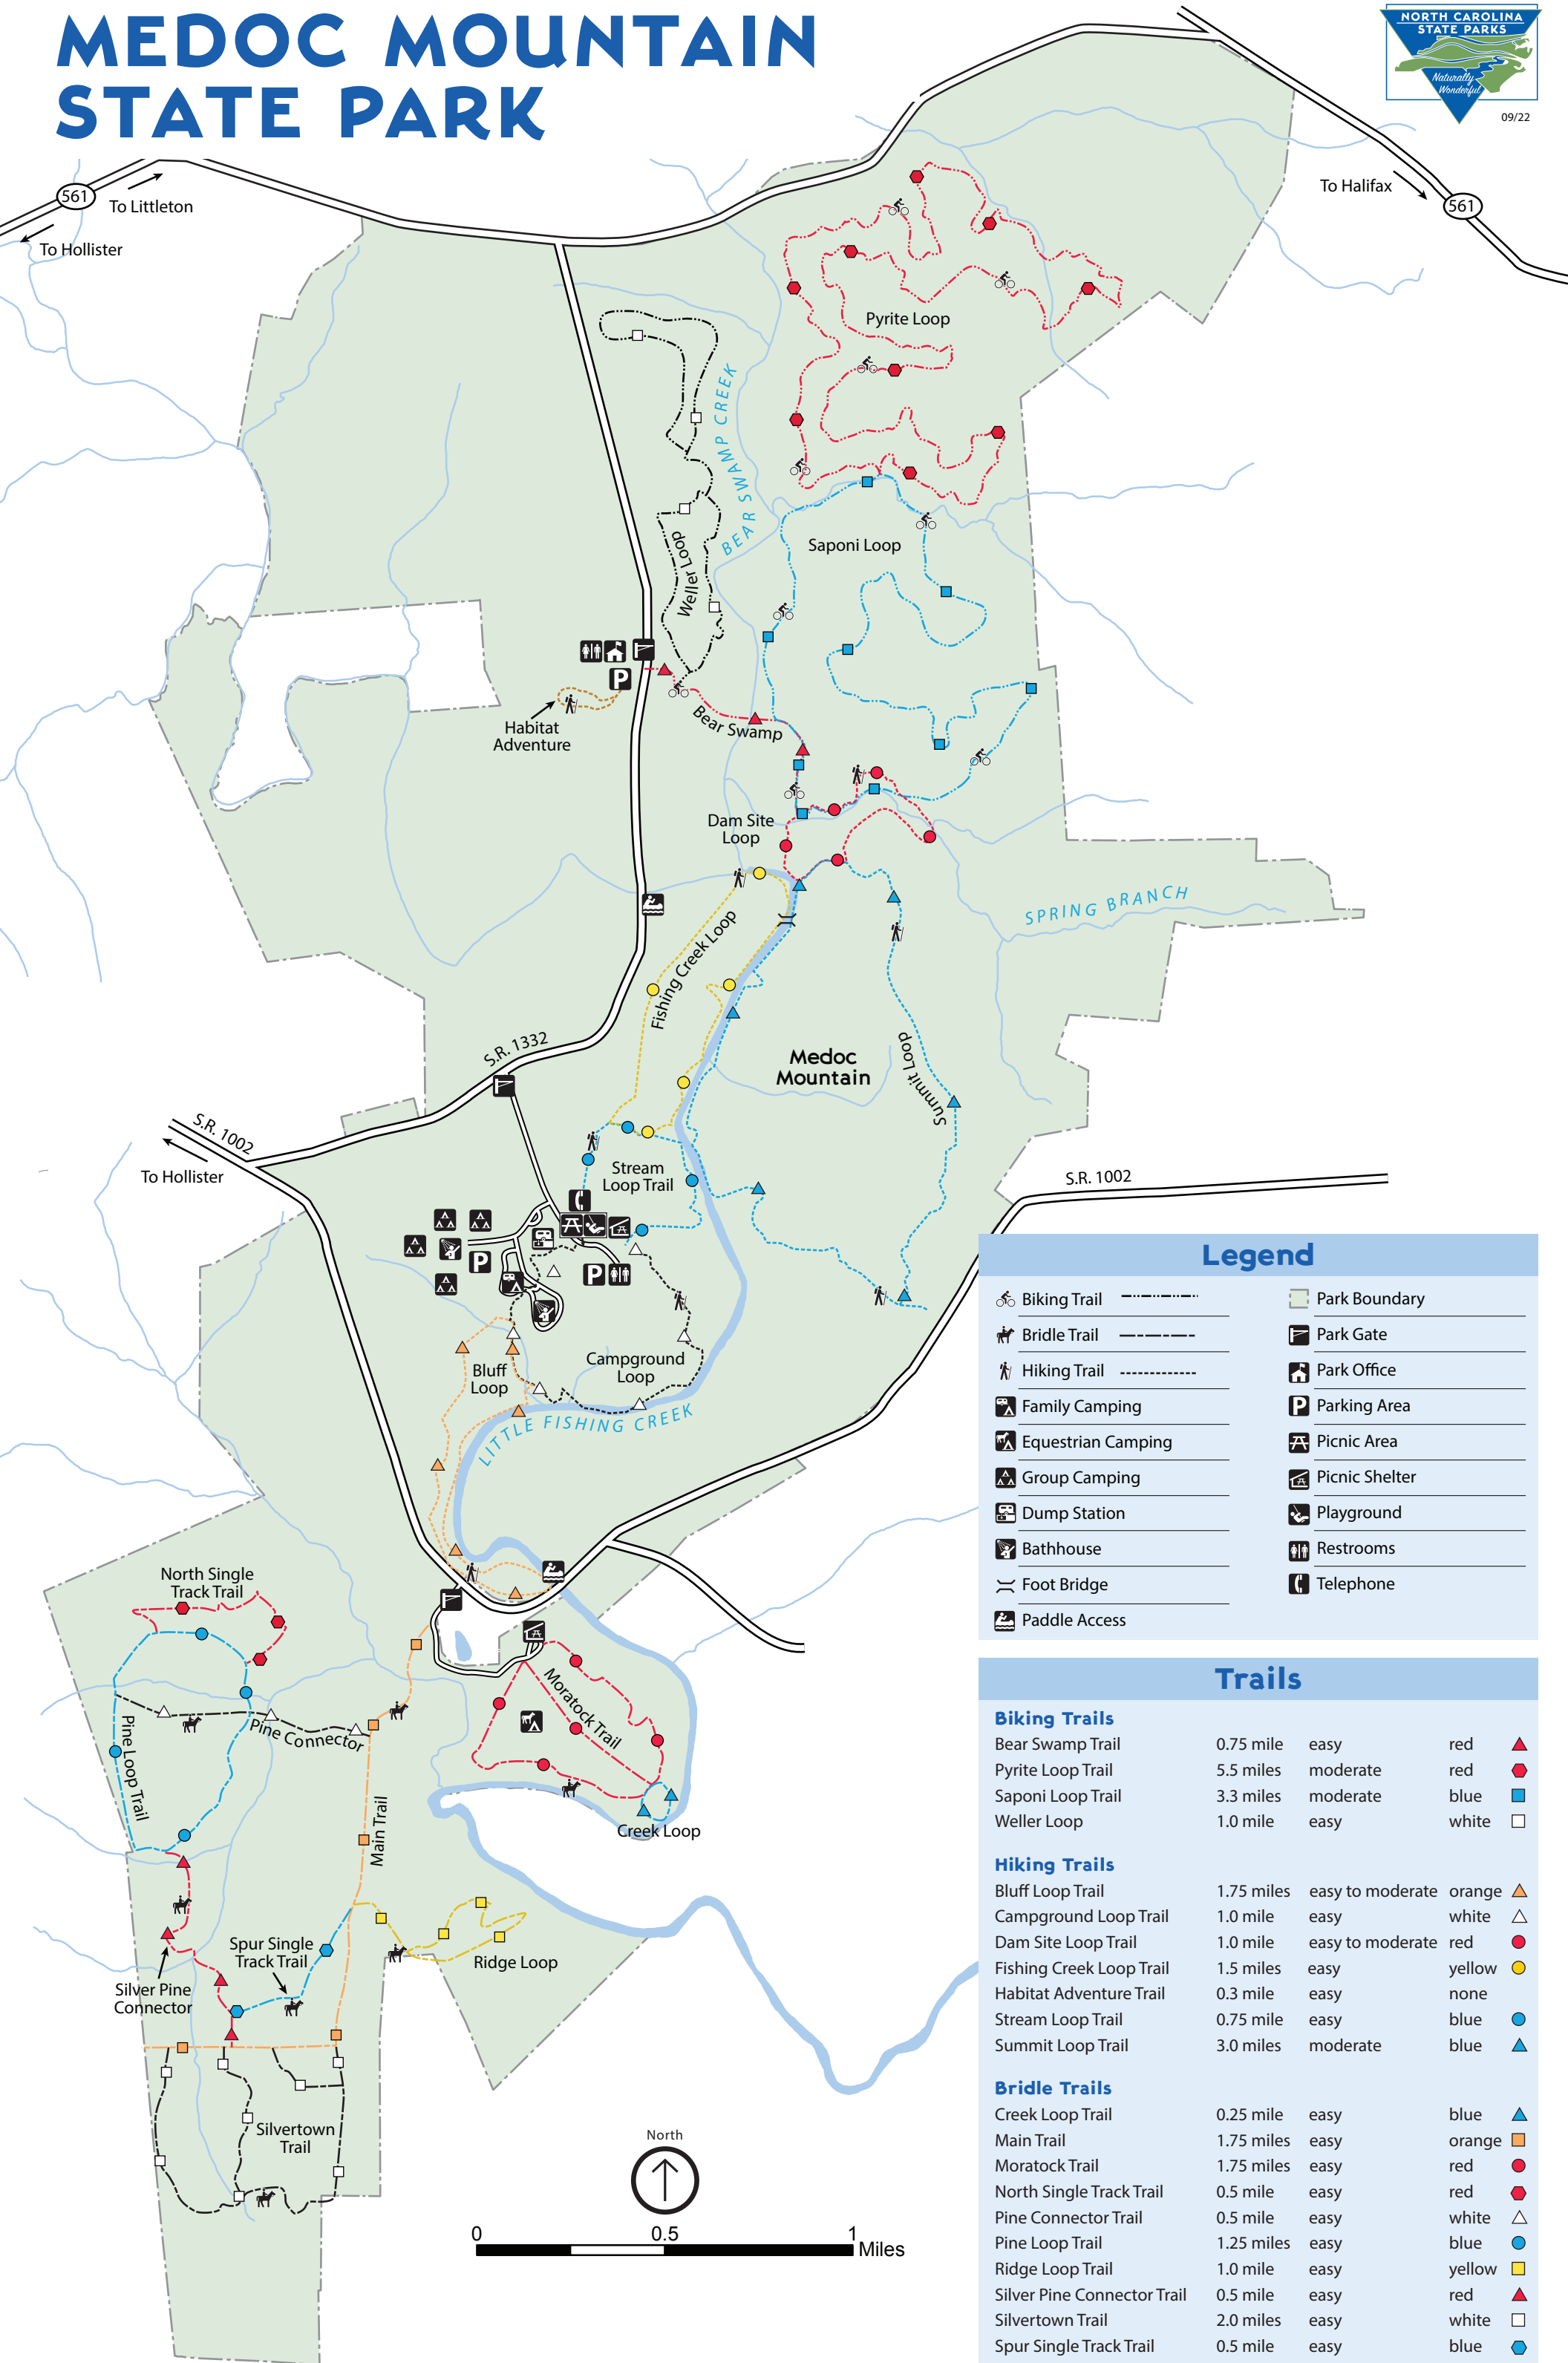 MEDOC MOUNTAIN
STATE PARK
NORTH CAROLINA
STATE PARKS
Naturally
Wonderful
09/22
561
To Littleton
To Hollister
To Halifax
561
Pyrite Loop
BEAR SWAMP CREEK
Saponi Loop
Weller Loop
P
Habitat
Adventure
Bear Swamp
Dam Site
Loop
SPRING BRANCH
Fishing Creek Loop
S.R. 1332
Medoc
Mountain
Summit Loop
S.R. 1002
To Hollister
Stream
Loop Trail
S.R. 1002
P
P
Bluff
Loop
Campground
Loop
LITTLE FISHING CREEK
North Single
Track Trail
Moratock Trail
Pine Connector
Pine Loop Trail
Main Trail
Creek Loop
Spur Single
Track Trail
Ridge Loop
Silver Pine
Connector
Silvertown
Trail
North
0 0.5 1
Miles
Legend
Biking Trail
Bridle Trail
Hiking Trail
Family Camping
Equestrian Camping
Group Camping
Dump Station
Bathhouse
Foot Bridge
Paddle Access
Park Boundary
Park Gate
Park Office
P Parking Area
Picnic Area
Picnic Shelter
Playground
Restrooms
Telephone
Trails
Biking Trails
Bear Swamp Trail 0.75 mile easy red
Pyrite Loop Trail 5.5 miles moderate red
Saponi Loop Trail 3.3 miles moderate blue
Weller Loop 1.0 mile easy white
Hiking Trails
Bluff Loop Trail 1.75 miles easy to moderate orange
Campground Loop Trail 1.0 mile easy white
Dam Site Loop Trail 1.0 mile easy to moderate red
Fishing Creek Loop Trail 1.5 miles easy yellow
Habitat Adventure Trail 0.3 mile easy none
Stream Loop Trail 0.75 mile easy blue
Summit Loop Trail 3.0 miles moderate blue
Bridle Trails
Creek Loop Trail 0.25 mile easy blue
Main Trail 1.75 miles easy orange
Moratock Trail 1.75 miles easy red
North Single Track Trail 0.5 mile easy red
Pine Connector Trail 0.5 mile easy white
Pine Loop Trail 1.25 miles easy blue
Ridge Loop Trail 1.0 mile easy yellow
Silver Pine Connector Trail 0.5 mile easy red
Silvertown Trail 2.0 miles easy white
Spur Single Track Trail 0.5 mile easy blue